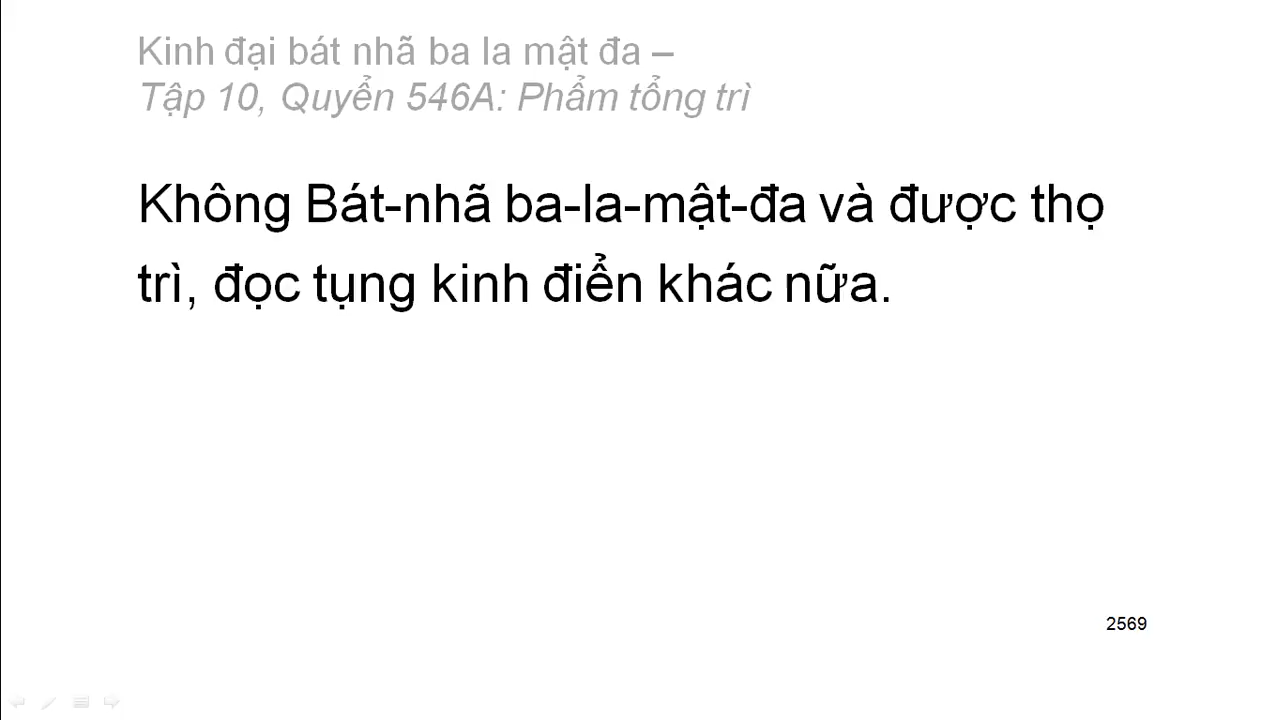 Kinh đại bát nhã ba la mật đa –
Tập 10, Quyển 546A: Phẩm tổng trì
Không Bát-nhã ba-la-mật-đa và được thọ
trì, đọc tụng kinh điển khác nữa.
2569